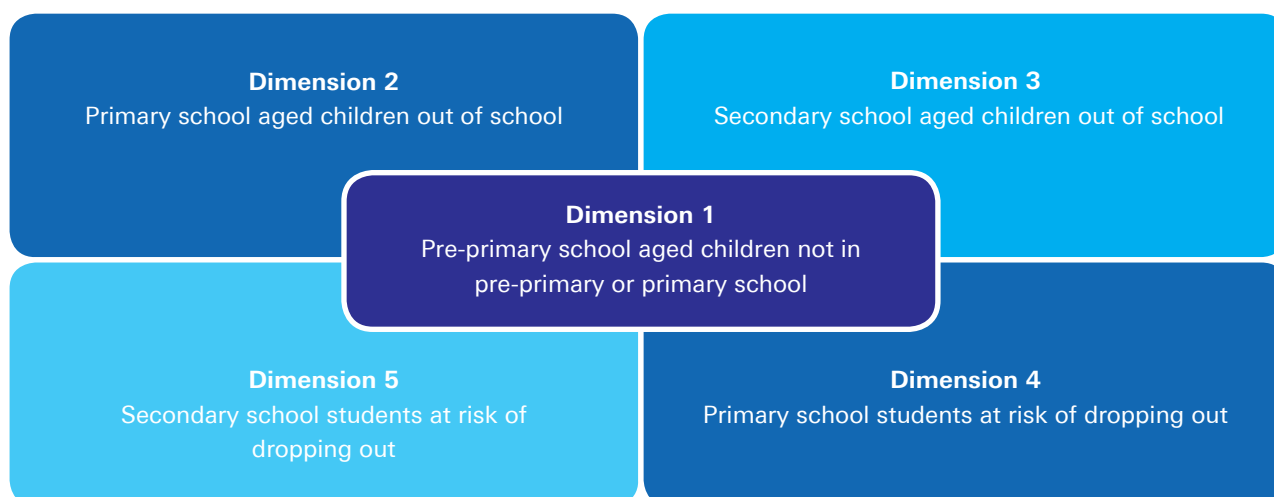 Dimension 2
Primary school aged children out of school
Dimension 3
Secondary school aged children out of school
Dimension 1
Pre-primary school aged children not in
pre-primary or primary school
Dimension 5
Secondary school students at risk of
dropping out
Dimension 4
Primary school students at risk of dropping out